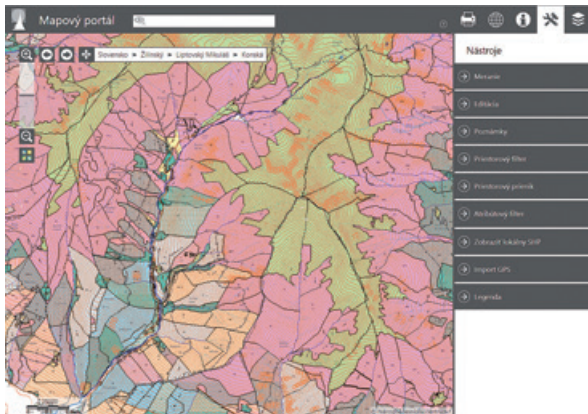 Mapový portál
Slovensko ► Žilinský ► Liptovský Mikuláš ► Konská
Nástroje
Meranie
Editácia
Poznámky
Priestorový filter
Priestorový prienik
Atribútový filter
Zobraziť lokálny SHP
Import GPS
Legenda